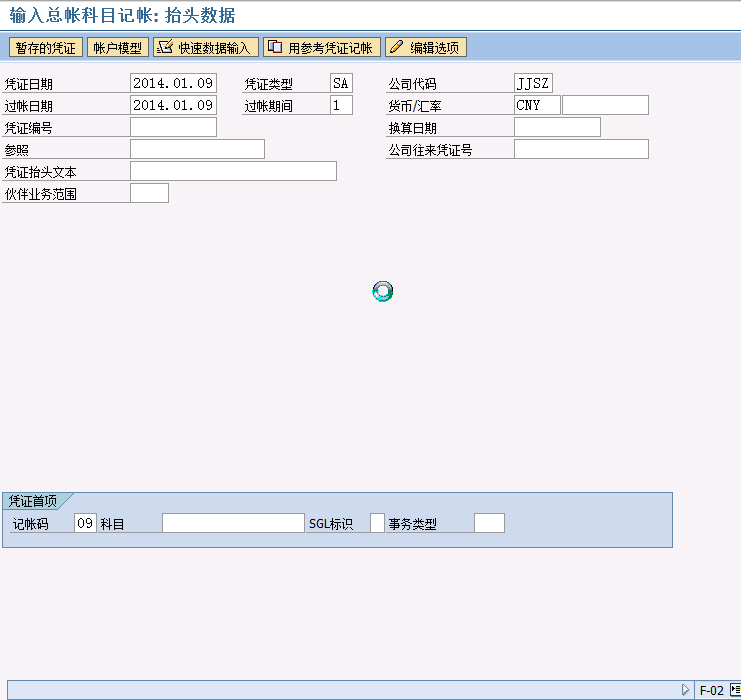 输入总帐科目记帐: 抬头数据
暂存的凭证 帐户模型 快速数据输入 用参考凭证记帐 编辑选项
凭证日期 2014.01.09 凭证类型 SA 公司代码 JJSZ
过帐日期 2014.01.09 过帐期间 1 货币/汇率 CNY
凭证编号 换算日期
参照 公司往来凭证号
凭证抬头文本
伙伴业务范围
凭证首项
记帐码 09 科目 SGL标识 事务类型
F-02